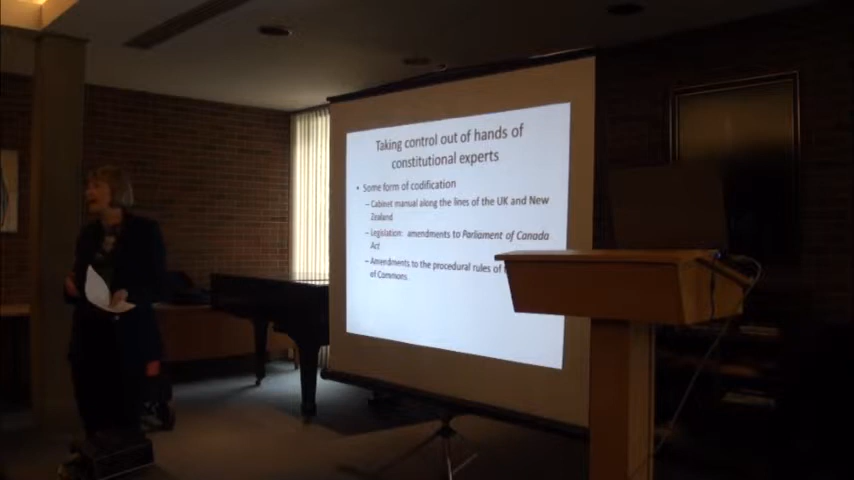 Taking control out of hands of
constitutional experts
• Some form of codification
– Cabinet manual along the lines of the UK and New
Zealand
– Legislation: amendments to Parliament of Canada
Act
– Amendments to the procedural rules of
of Commons.